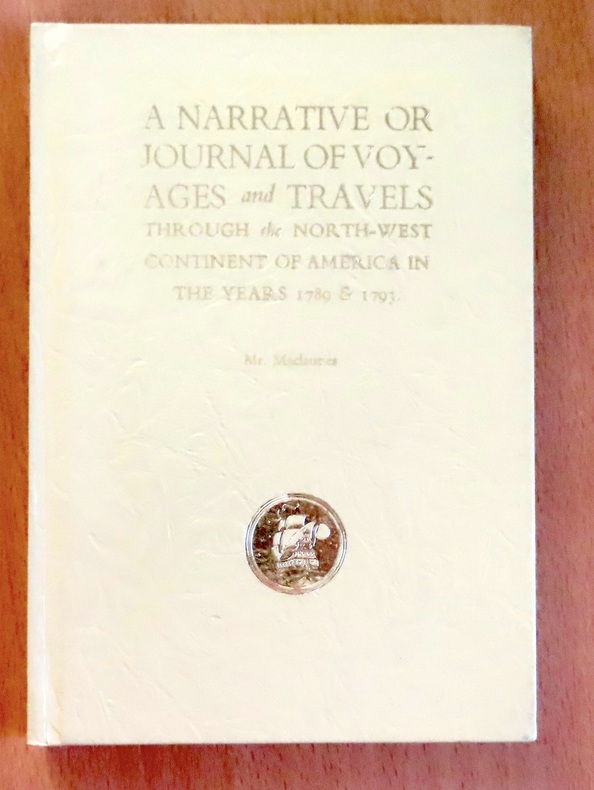 A NARRATIVE OR
JOURNAL OF VOY-
AGES and TRAVELS
THROUGH the NORTH-WEST
CONTINENT OF AMERICA IN
THE YEARS 1789 & 1793.
Mr. Maclauries